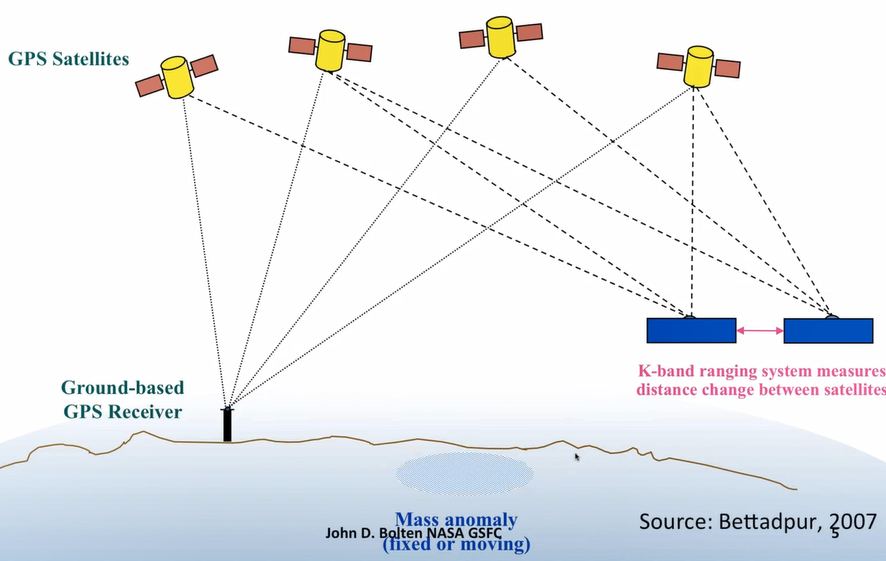 GPS Satellites
K-band ranging system measures
distance change between satellites
Ground-based
GPS Receiver
Mass anomaly
(fixed or moving)
John D. Bolten NASA GSFC
Source: Bettadpur, 2007
5